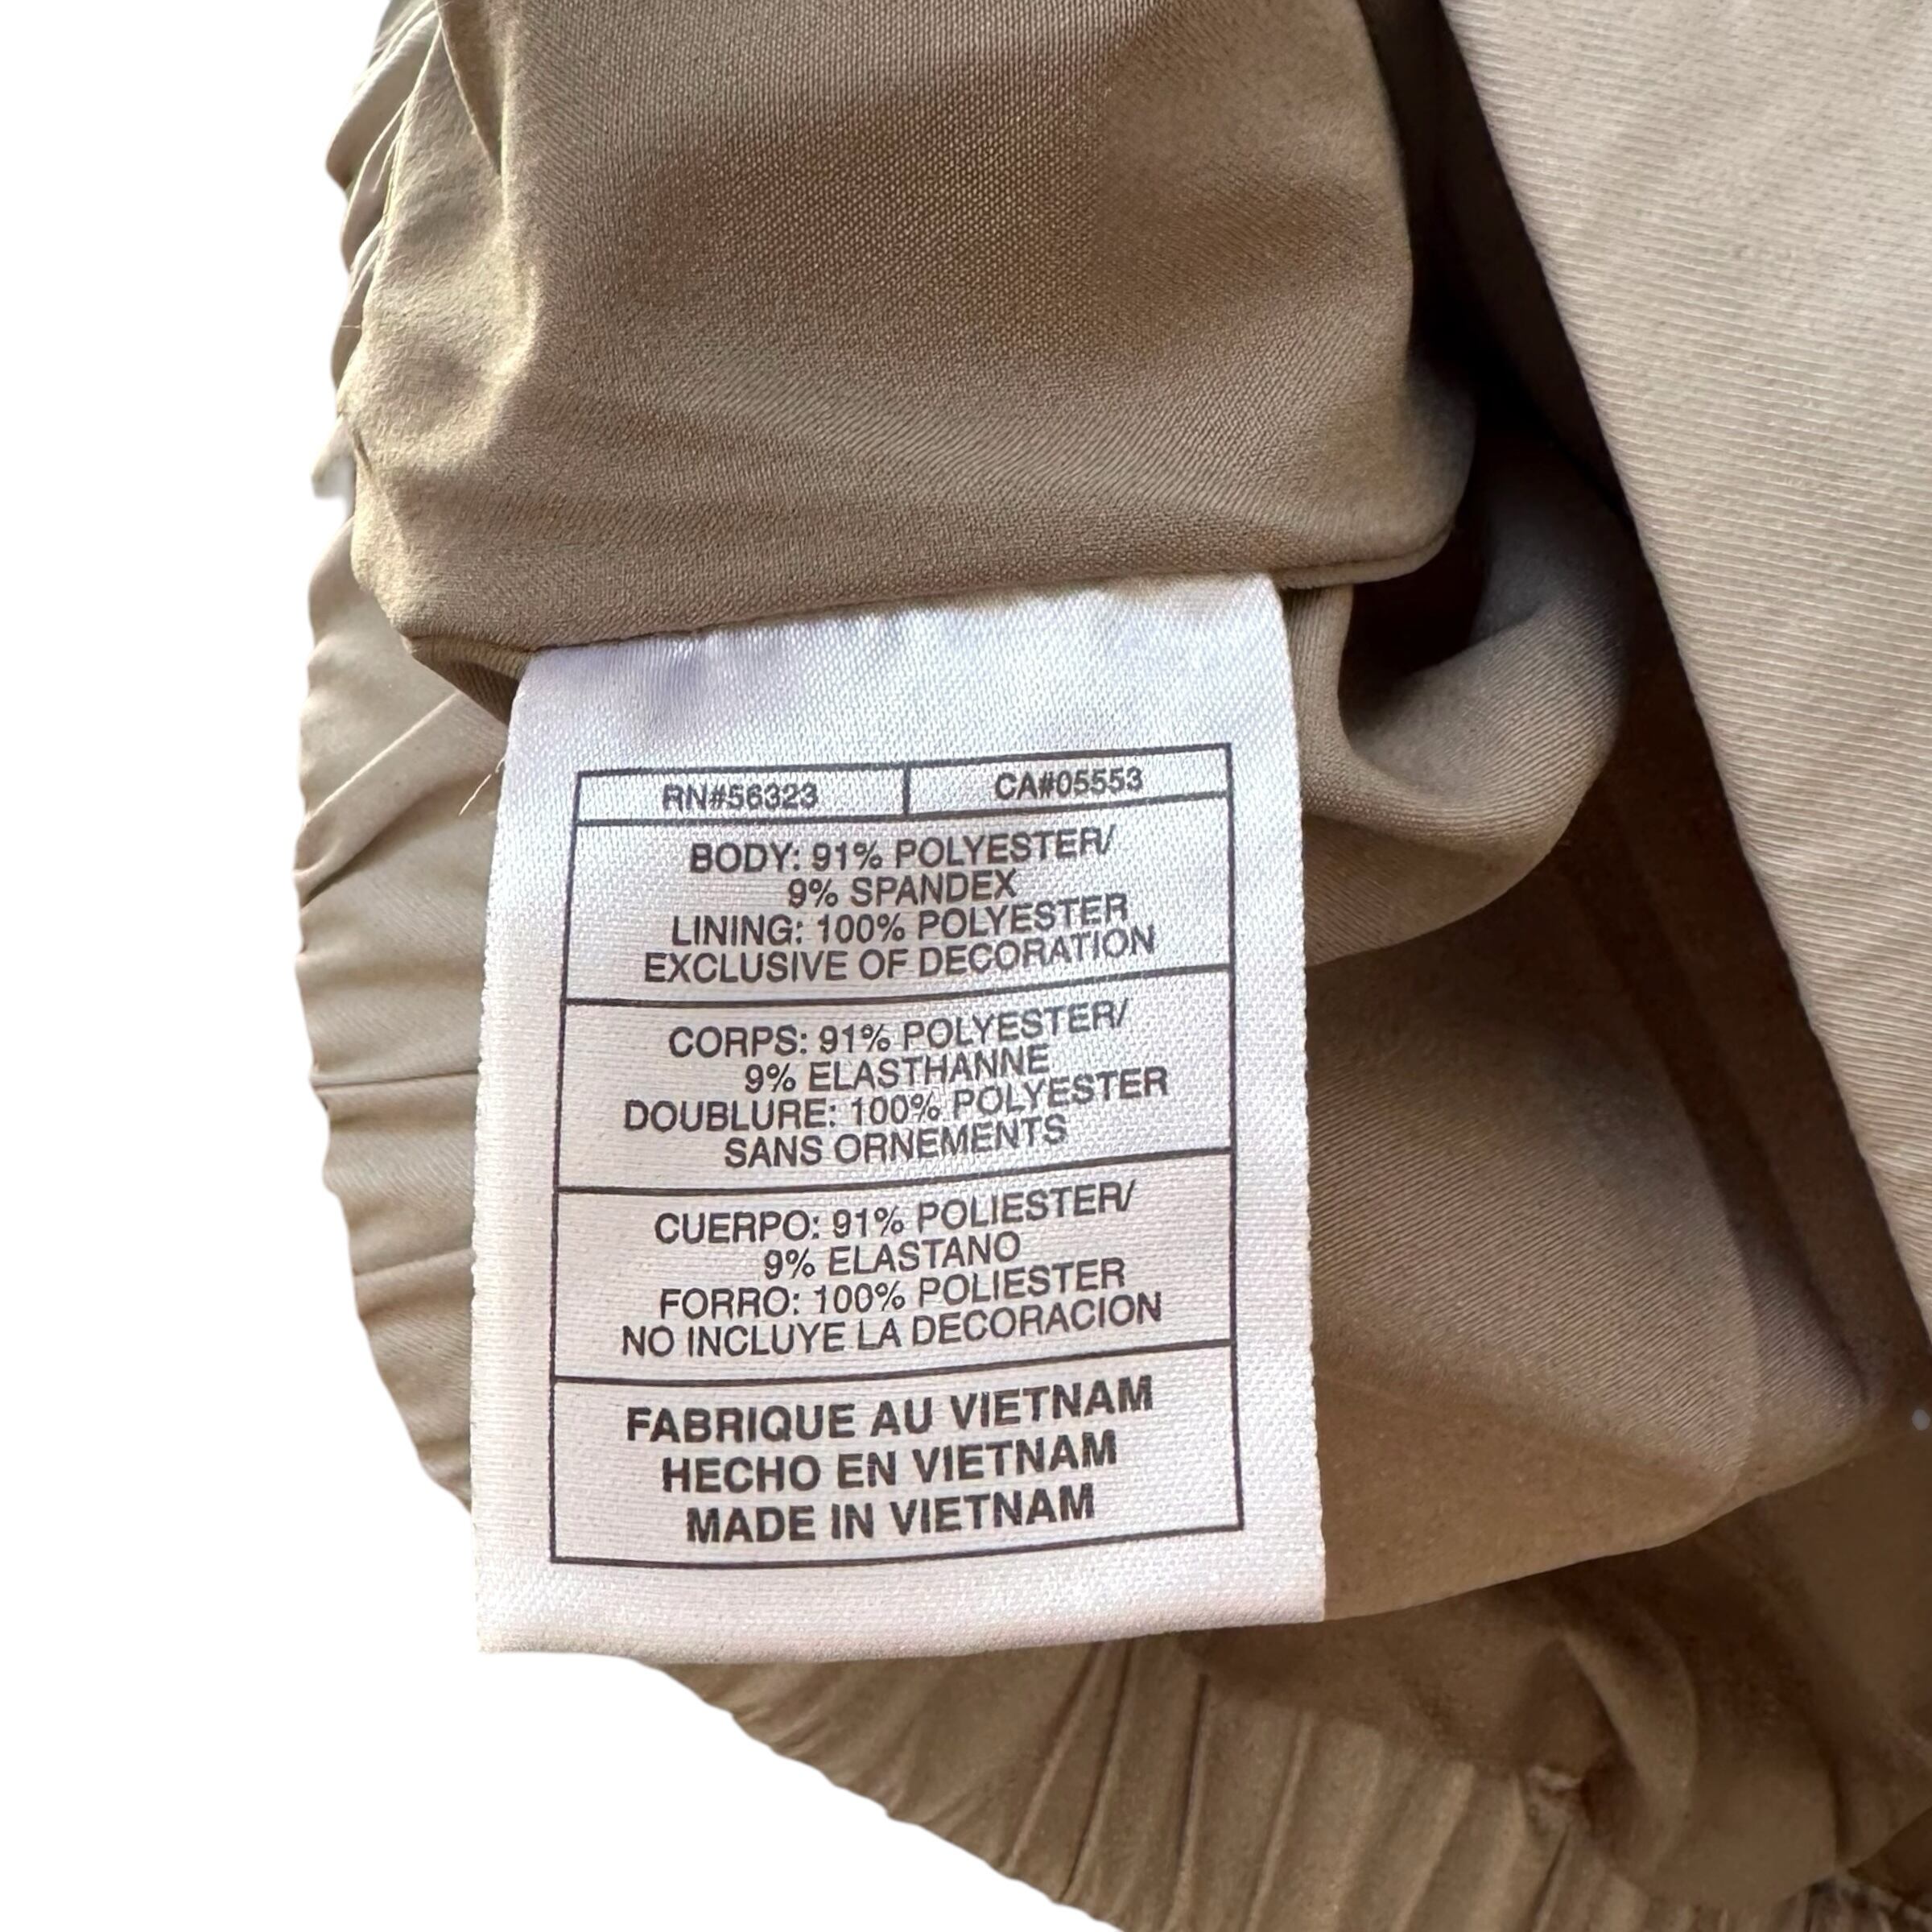 RN#56323 CA#05553
BODY: 91% POLYESTER/
9% SPANDEX
LINING: 100% POLYESTER
EXCLUSIVE OF DECORATION
CORPS: 91% POLYESTER/
9% ELASTHANNE
DOUBLURE: 100% POLYESTER
SANS ORNEMENTS
CUERPO: 91% POLIESTER/
9% ELASTANO
FORRO: 100% POLIESTER
NO INCLUYE LA DECORACION
FABRIQUE AU VIETNAM
HECHO EN VIETNAM
MADE IN VIETNAM